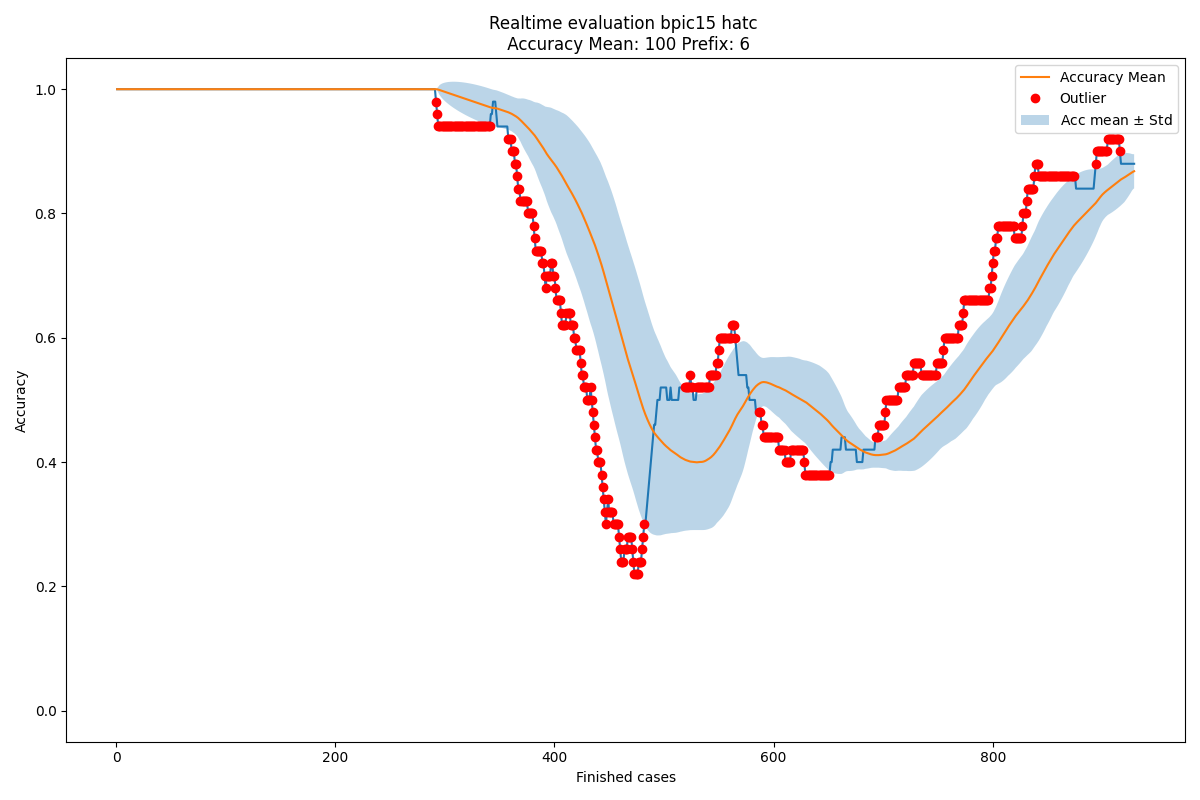 Realtime evaluation bpic15 hatc
Accuracy Mean: 100 Prefix: 6
Accuracy Mean
Outlier
Acc mean ± Std
1.0
0.8
0.6
0.4
0.2
0.0
Accuracy
0
200
400
600
800
Finished cases